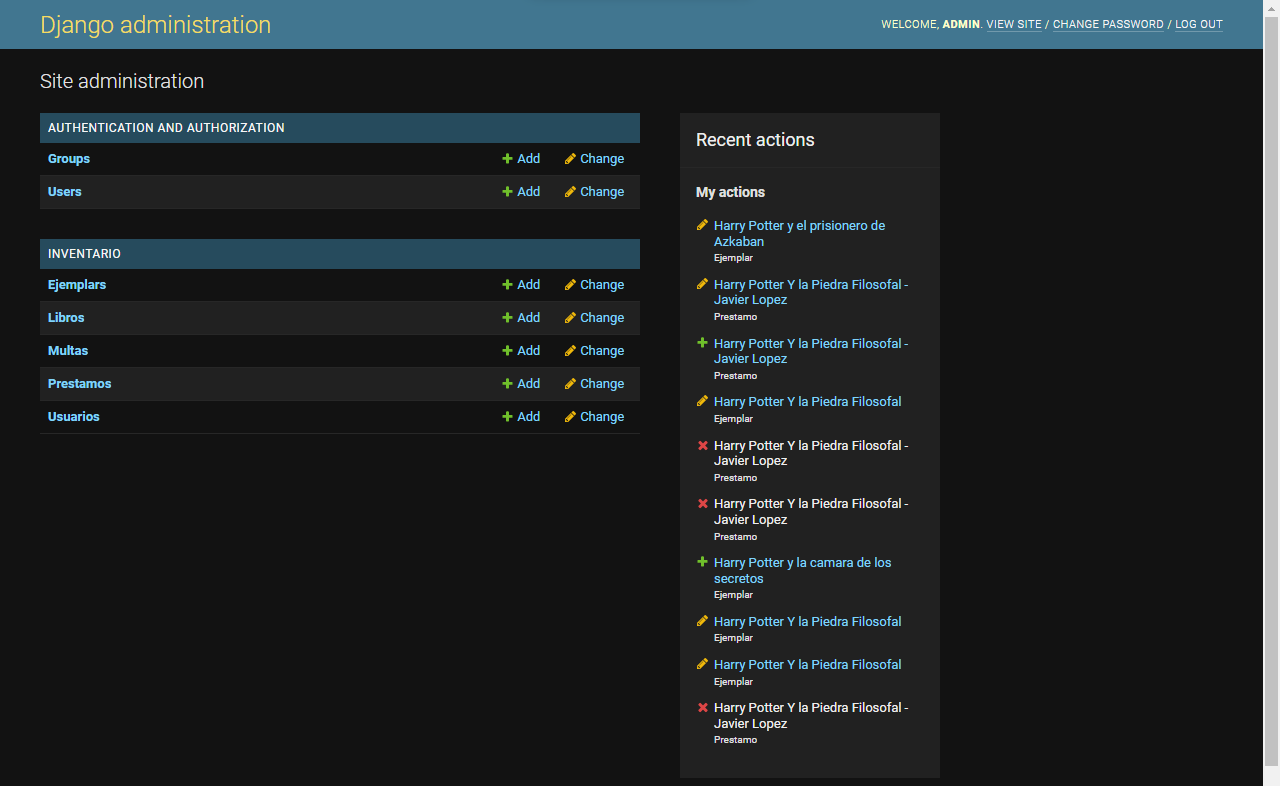 Django administration
WELCOME, ADMIN. VIEW SITE / CHANGE PASSWORD / LOG OUT
Site administration
AUTHENTICATION AND AUTHORIZATION
Groups Add Change
Users Add Change
INVENTARIO
Ejemplars Add Change
Libros Add Change
Multas Add Change
Prestamos Add Change
Usuarios Add Change
Recent actions
My actions
Harry Potter y el prisionero de
Azkaban
Ejemplar
Harry Potter Y la Piedra Filosofal -
Javier Lopez
Prestamo
Harry Potter Y la Piedra Filosofal -
Javier Lopez
Prestamo
Harry Potter Y la Piedra Filosofal
Ejemplar
Harry Potter Y la Piedra Filosofal -
Javier Lopez
Prestamo
Harry Potter Y la Piedra Filosofal -
Javier Lopez
Prestamo
Harry Potter y la camara de los
secretos
Ejemplar
Harry Potter Y la Piedra Filosofal
Ejemplar
Harry Potter Y la Piedra Filosofal
Ejemplar
Harry Potter Y la Piedra Filosofal -
Javier Lopez
Prestamo